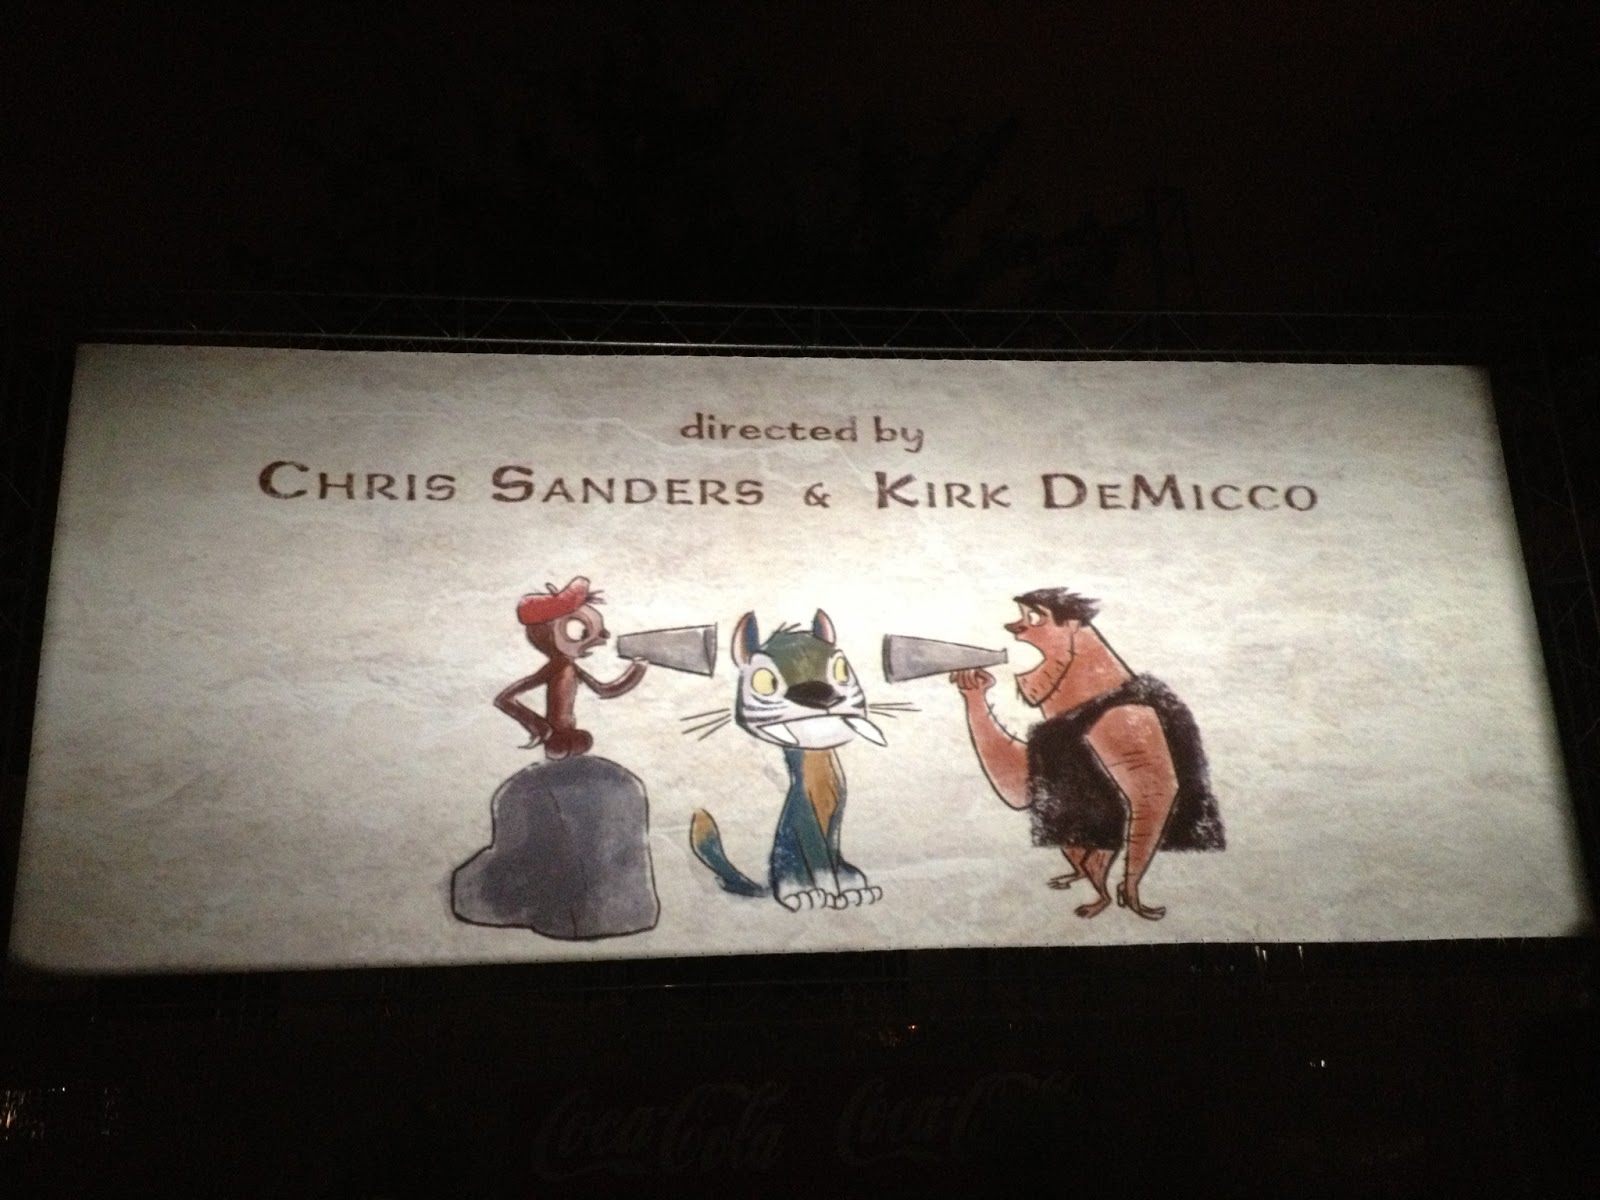 directed by
CHRIS SANDERS & KIRK DEMICCO
Coca-Cola Coca-Cola